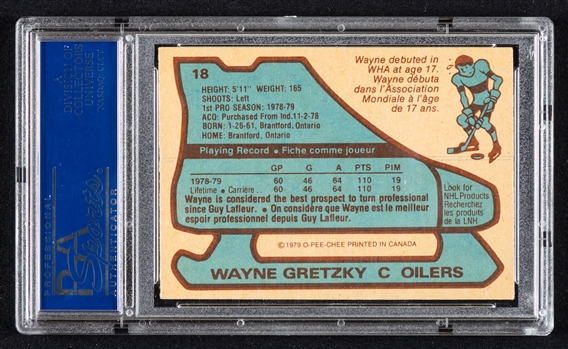 18
HEIGHT: 5'11" WEIGHT: 165
SHOOTS: Left
1st PRO SEASON: 1978-79
ACQ: Purchased From Ind.11-2-78
BORN: 1-26-61, Brantford, Ontario
HOME: Brantford, Ontario
Wayne debuted in
WHA at age 17.
Wayne débuta
dans l'Association
Mondiale à l'âge
de 17 ans.
Playing Record • Fiche comme joueur
GP G A PTS PIM
1978-79 60 46 64 110 19
Lifetime • Carrière... 60 46 64 110 19
Wayne is considered the best prospect to turn professional
since Guy Lafleur. • On considère que Wayne est le meilleur
espoir professionnel depuis Guy Lafleur.
Look for
NHL Products
Recherchez
les produits
de la LNH
©1979 O-PEE-CHEE PRINTED IN CANADA
WAYNE GRETZKY C OILERS
PROFESSIONAL
PSA
Sports
AUTHENTICATOR
A
DIVISION OF
COLLECTORS
UNIVERSE
NASDAQ: CLCT